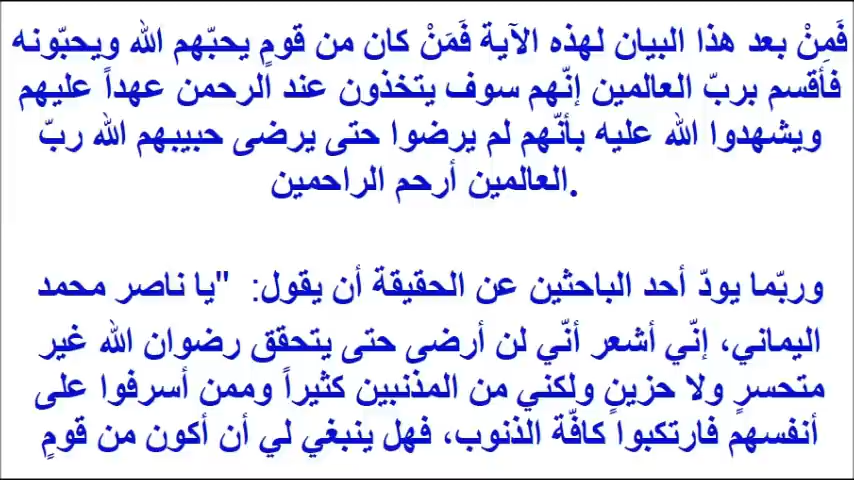 فَمِنْ بعد هذا البيان لهذه الآية فَمَنْ كان من قومٍ يحبّهم الله ويحبّونه
فأقسم بربّ العالمين إنّهم سوف يتخذون عند الرحمن عهداً عليهم
ويشهدوا الله عليه بأنّهم لم يرضوا حتى يرضى حبيبهم الله ربّ
العالمين أرحم الراحمين.
وربّما يودّ أحد الباحثين عن الحقيقة أن يقول: "يا ناصر محمد
اليماني، إنّي أشعر أنّي لن أرضى حتى يتحقق رضوان الله غير
متحسرٍ ولا حزينٍ ولكني من المذنبين كثيراً وممن أسرفوا على
أنفسهم فارتكبوا كافّة الذنوب، فهل ينبغي لي أن أكون من قومٍ